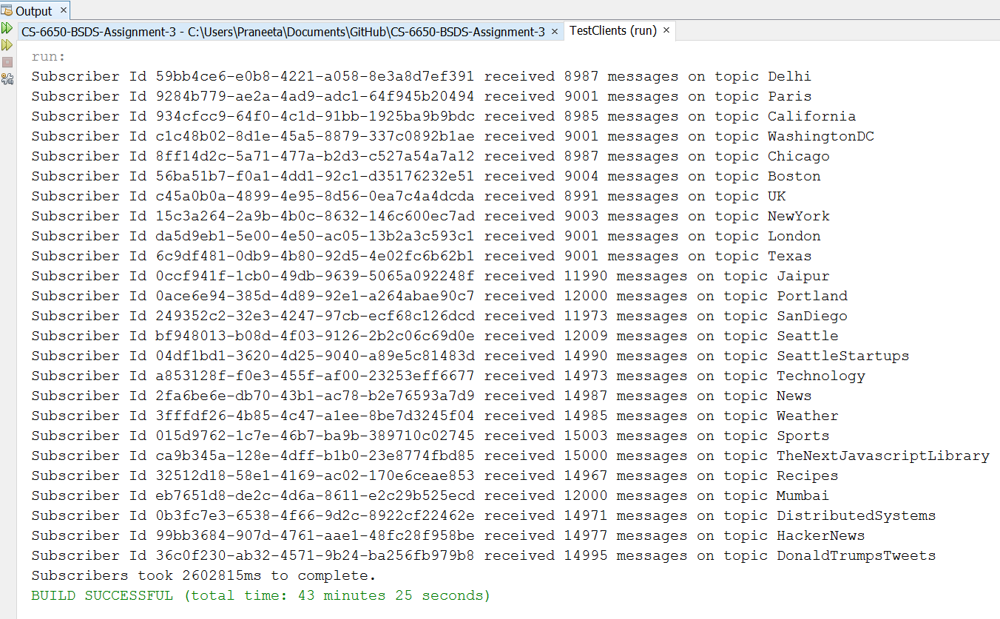 Output ×
CS-6650-BSDS-Assignment-3 - C:\Users\Praneeta\Documents\GitHub\CS-6650-BSDS-Assignment-3 × TestClients (run) ×
run:
Subscriber Id 59bb4ce6-e0b8-4221-a058-8e3a8d7ef391 received 8987 messages on topic Delhi
Subscriber Id 9284b779-ae2a-4ad9-adc1-64f945b20494 received 9001 messages on topic Paris
Subscriber Id 934cfcc9-64f0-4c1d-91bb-1925ba9b9bdc received 8985 messages on topic California
Subscriber Id c1c48b02-8d1e-45a5-8879-337c0892b1ae received 9001 messages on topic WashingtonDC
Subscriber Id 8ff14d2c-5a71-477a-b2d3-c527a54a7a12 received 8987 messages on topic Chicago
Subscriber Id 56ba51b7-f0a1-4dd1-92c1-d35176232e51 received 9004 messages on topic Boston
Subscriber Id c45a0b0a-4899-4e95-8d56-0ea7c4a4dcda received 8991 messages on topic UK
Subscriber Id 15c3a264-2a9b-4b0c-8632-146c600ec7ad received 9003 messages on topic NewYork
Subscriber Id da5d9eb1-5e00-4e50-ac05-13b2a3c593c1 received 9001 messages on topic London
Subscriber Id 6c9df481-0db9-4b80-92d5-4e02fc6b62b1 received 9001 messages on topic Texas
Subscriber Id 0ccf941f-1cb0-49db-9639-5065a092248f received 11990 messages on topic Jaipur
Subscriber Id 0ace6e94-385d-4d89-92e1-a264abae90c7 received 12000 messages on topic Portland
Subscriber Id 249352c2-32e3-4247-97cb-ecf68c126dcd received 11973 messages on topic SanDiego
Subscriber Id bf948013-b08d-4f03-9126-2b2c06c69d0e received 12009 messages on topic Seattle
Subscriber Id 04df1bd1-3620-4d25-9040-a89e5c81483d received 14990 messages on topic SeattleStartups
Subscriber Id a853128f-f0e3-455f-af00-23253eff6677 received 14973 messages on topic Technology
Subscriber Id 2fa6be6e-db70-43b1-ac78-b2e76593a7d9 received 14987 messages on topic News
Subscriber Id 3fffdf26-4b85-4c47-a1ee-8be7d3245f04 received 14985 messages on topic Weather
Subscriber Id 015d9762-1c7e-46b7-ba9b-389710c02745 received 15003 messages on topic Sports
Subscriber Id ca9b345a-128e-4dff-b1b0-23e8774fbd85 received 15000 messages on topic TheNextJavascriptLibrary
Subscriber Id 32512d18-58e1-4169-ac02-170e6ceae853 received 14967 messages on topic Recipes
Subscriber Id eb7651d8-de2c-4d6a-8611-e2c29b525ecd received 12000 messages on topic Mumbai
Subscriber Id 0b3fc7e3-6538-4f66-9d2c-8922cf22462e received 14971 messages on topic DistributedSystems
Subscriber Id 99bb3684-907d-4761-aae1-48fc28f958be received 14977 messages on topic HackerNews
Subscriber Id 36c0f230-ab32-4571-9b24-ba256fb979b8 received 14995 messages on topic DonaldTrumpsTweets
Subscribers took 2602815ms to complete.
BUILD SUCCESSFUL (total time: 43 minutes 25 seconds)